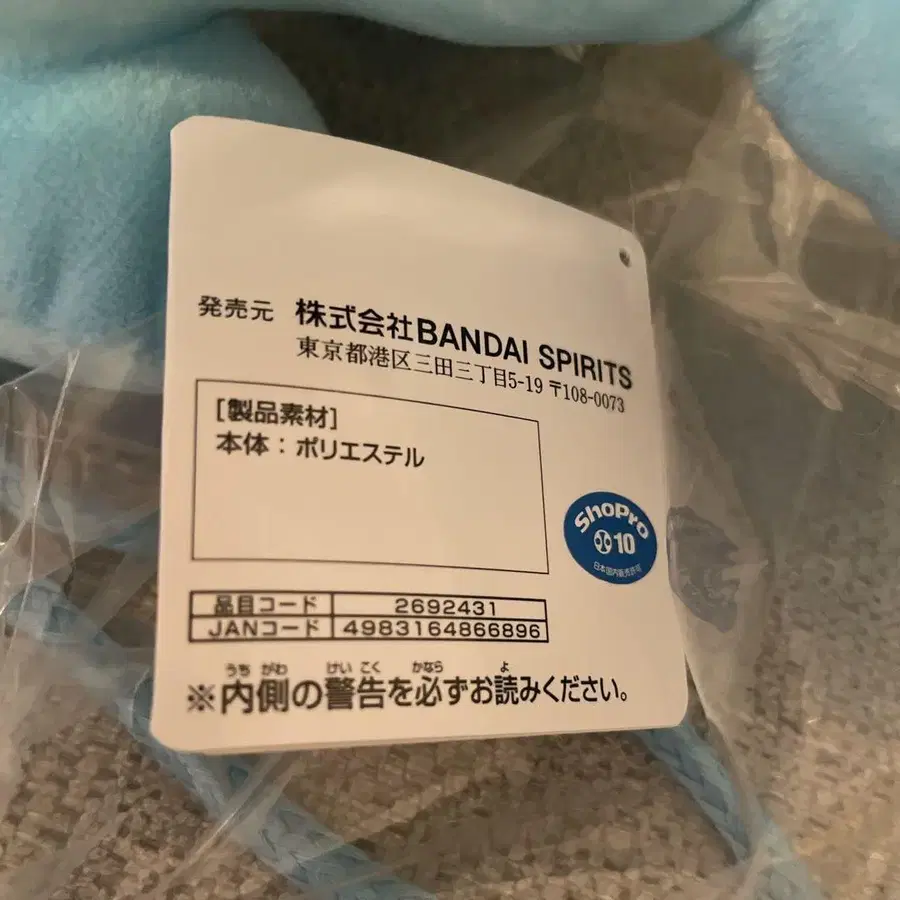 発売元 株式会社BANDAI SPIRITS
東京都港区三田三丁目5-19 〒108-0073
[製品素材]
本体：ポリエステル
ShoPro
10
日本国内販売許可
品目コード 2692431
JANコード 4983164866896
うち がわ けい こく かなら よ
※内側の警告を必ずお読みください。